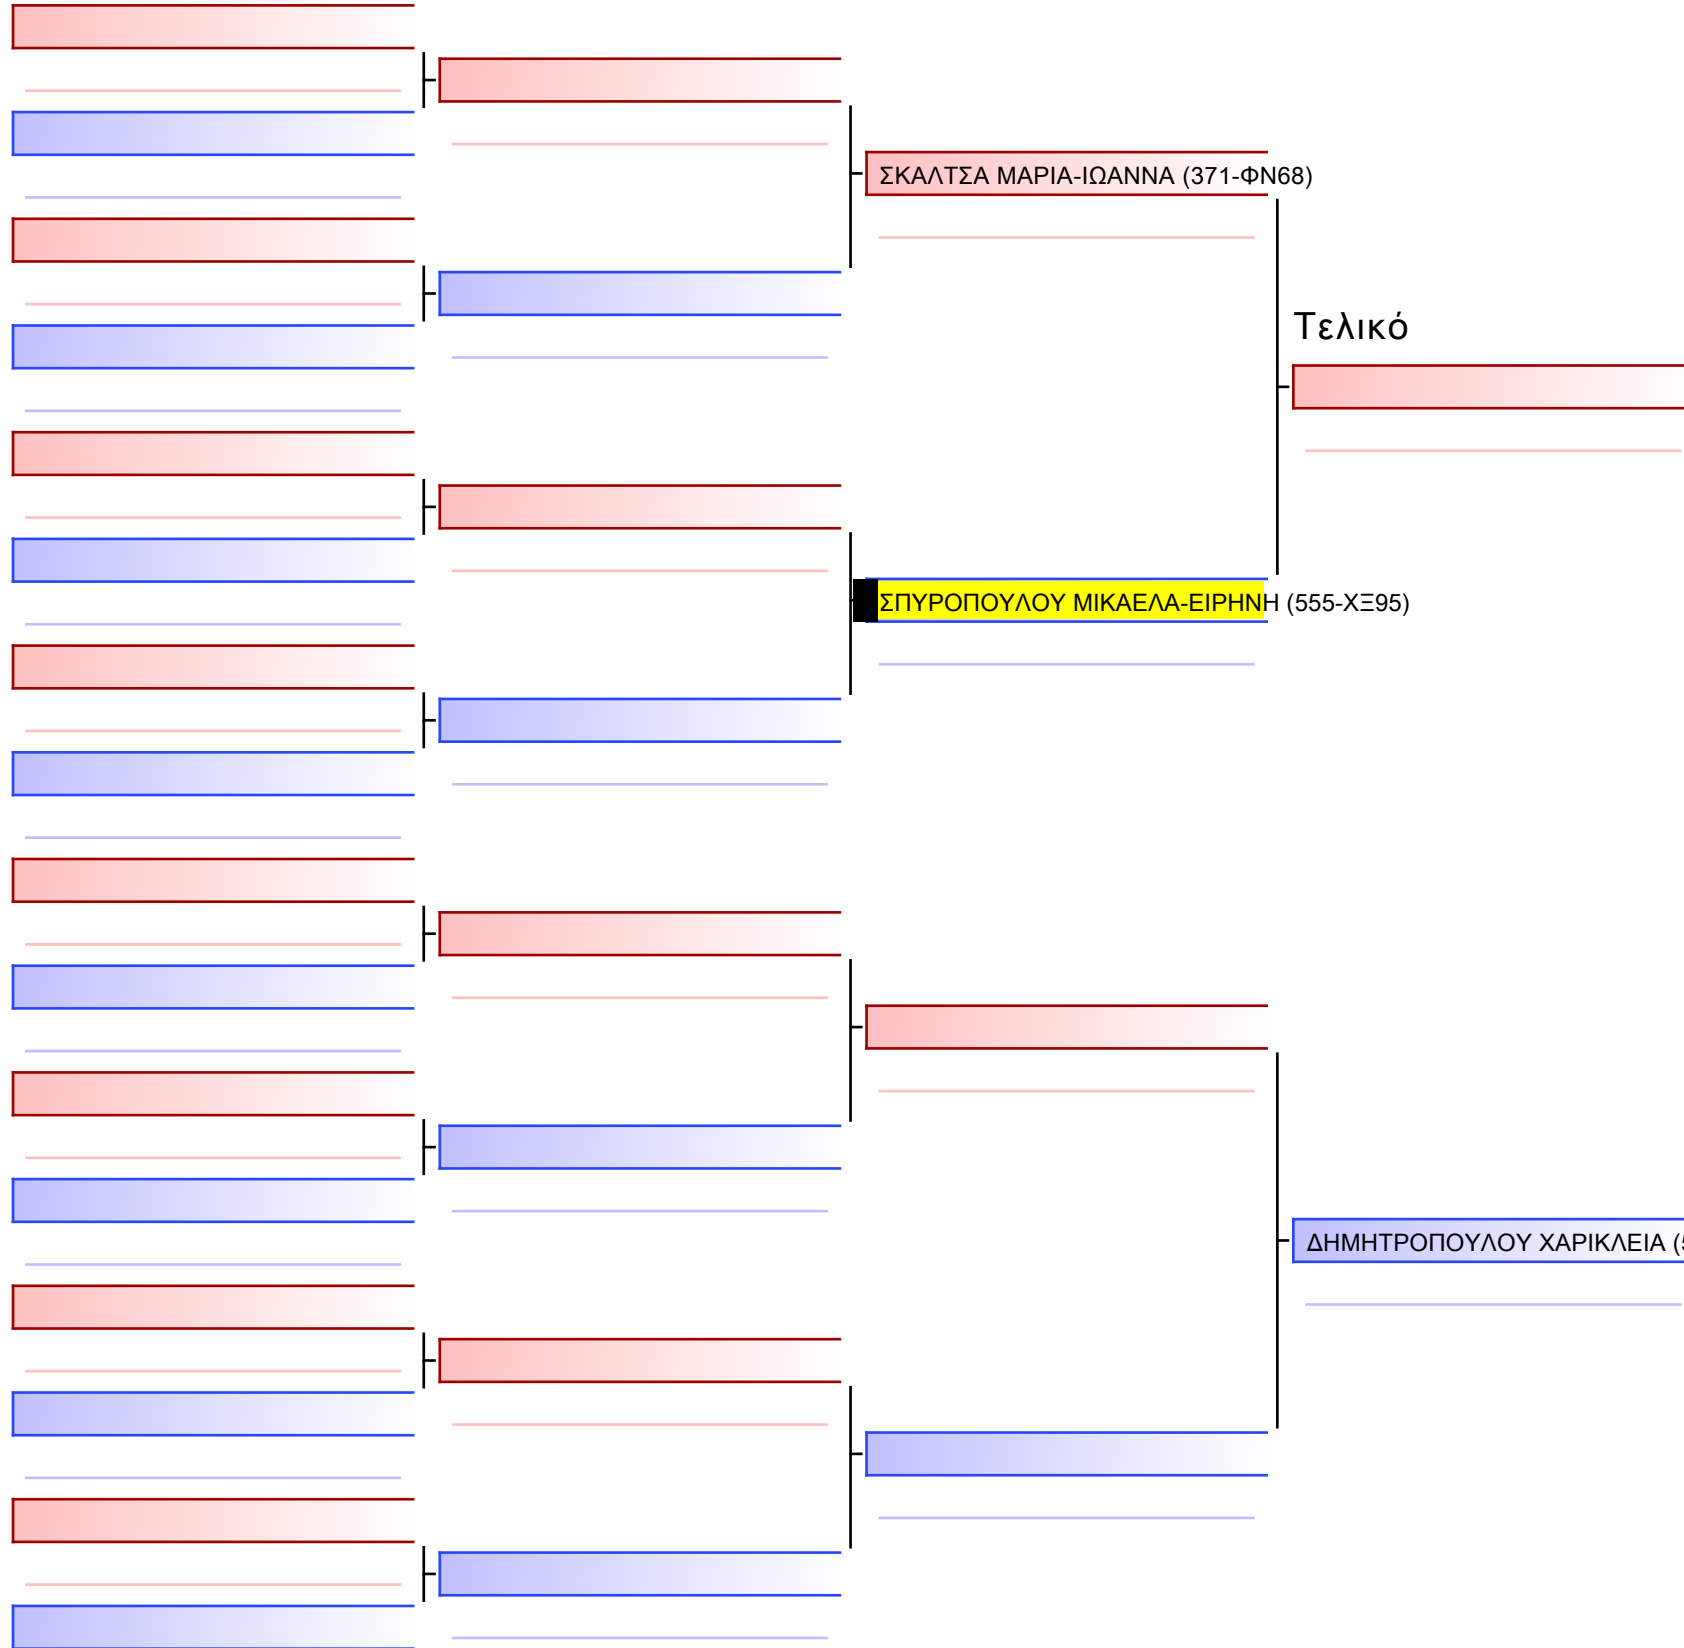 ΣΚΑΛΤΣΑ ΜΑΡΙΑ-ΙΩΑΝΝΑ (371-ΦΝ68)
Τελικό
ΣΠΥΡΟΠΟΥΛΟΥ ΜΙΚΑΕΛΑ-ΕΙΡΗΝΗ (555-ΧΞ95)
ΔΗΜΗΤΡΟΠΟΥΛΟΥ ΧΑΡΙΚΛΕΙΑ